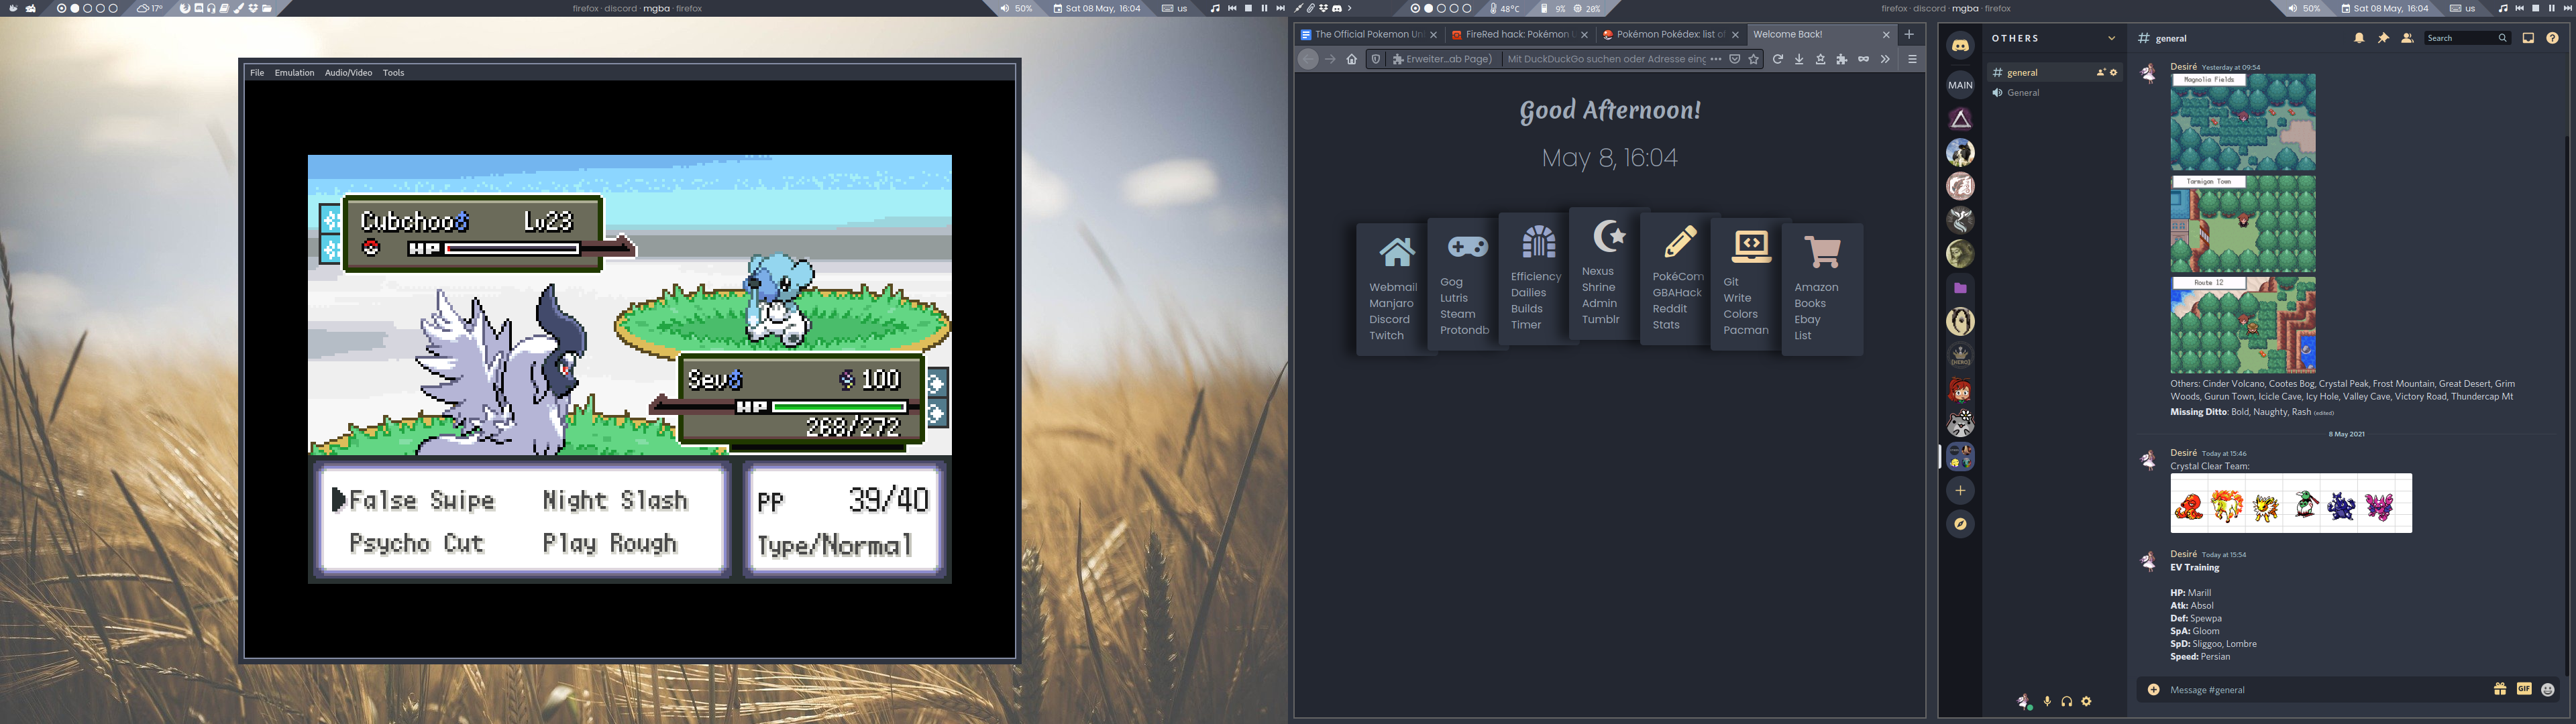 17°
firefox · discord · mgba · firefox
50%
Sat 08 May, 16:04
us
48°C
9%
20%
firefox · discord · mgba · firefox
50%
Sat 08 May, 16:04
us
File Emulation Audio/Video Tools
Cubchoo♂ Lv23
HP
Sev♂ 100
HP
268/272
False Swipe Night Slash
Psycho Cut Play Rough
PP 39/40
Type/Normal
The Official Pokemon Un
FireRed hack: Pokémon
Pokémon Pokédex: list of
Welcome Back!
Erweiter...ab Page)
Mit DuckDuckGo suchen oder Adresse eing
Good Afternoon!
May 8, 16:04
Webmail
Manjaro
Discord
Twitch
Gog
Lutris
Steam
Protondb
Efficiency
Dailies
Builds
Timer
Nexus
Shrine
Admin
Tumblr
PokéCom
GBAHack
Reddit
Stats
Git
Write
Colors
Pacman
Amazon
Books
Ebay
List
MAIN
OTHERS
general
General
general
Search
Desiré Yesterday at 09:54
Magnolia Fields
Tarmigan Town
Route 12
Others: Cinder Volcano, Cootes Bog, Crystal Peak, Frost Mountain, Great Desert, Grim
Woods, Gurun Town, Icicle Cave, Icy Hole, Valley Cave, Victory Road, Thundercap Mt
Missing Ditto: Bold, Naughty, Rash (edited)
8 May 2021
Desiré Today at 15:46
Crystal Clear Team:
Desiré Today at 15:54
EV Training
HP: Marill
Atk: Absol
Def: Spewpa
SpA: Gloom
SpD: Sliggoo, Lombre
Speed: Persian
Message #general
GIF